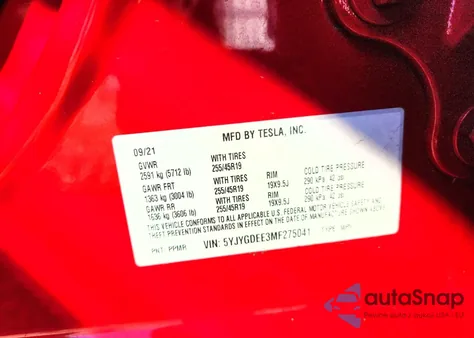 MFD BY TESLA, INC.
09/21
GVWR WITH TIRES
2591 kg (5712 lb) 255/45R19
GAWR FRT WITH TIRES RIM COLD TIRE PRESSURE
1363 kg (3004 lb) 255/45R19 19X9.5J 290 kPa, 42 psi
GAWR RR WITH TIRES RIM COLD TIRE PRESSURE
1636 kg (3606 lb) 255/45R19 19X9.5J 290 kPa, 42 psi
THIS VEHICLE CONFORMS TO ALL APPLICABLE U.S. FEDERAL MOTOR VEHICLE SAFETY AND
THEFT PREVENTION STANDARDS IN EFFECT ON THE DATE OF MANUFACTURE SHOWN ABOVE
PNT: PPMR VIN: 5YJYGDEE3MF275041 TYPE: MPV
autoSnap